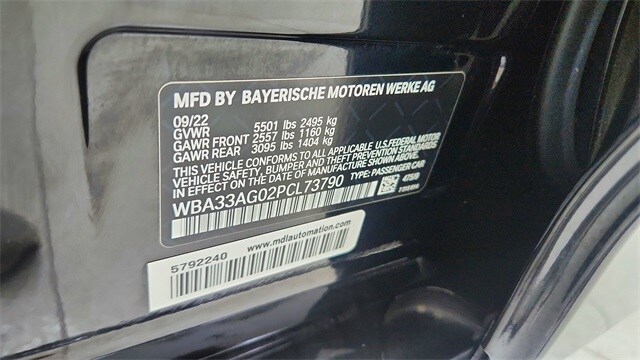 MFD BY BAYERISCHE MOTOREN WERKE AG
09/22
GVWR 5501 lbs 2495 kg
GAWR FRONT 2557 lbs 1160 kg
GAWR REAR 3095 lbs 1404 kg
THIS VEHICLE CONFORMS TO ALL APPLICABLE U.S.FEDERAL MOTOR
VEHICLE SAFETY, BUMPER AND THEFT PREVENTION STANDARDS
IN EFFECT ON THE DATE OF MANUFACTURE SHOWN ABOVE.
WBA33AG02PCL73790 TYPE: PASSENGER CAR
5792240 www.mdlautomation.com